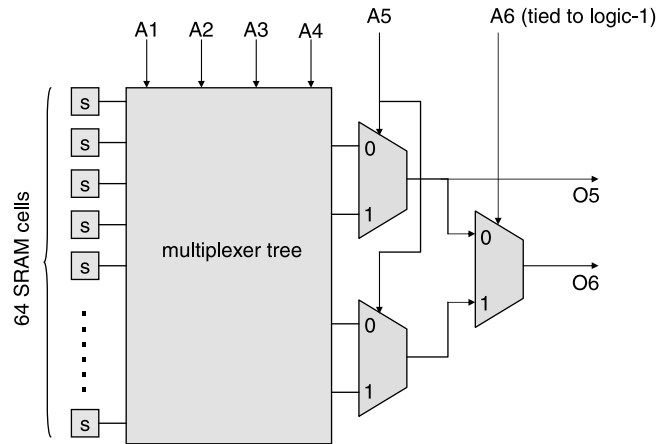 A1
A2
A3
A4
A5
A6 (tied to logic-1)
s
s
s
s
s
s
64 SRAM cells
multiplexer tree
0
1
0
1
0
1
O5
O6